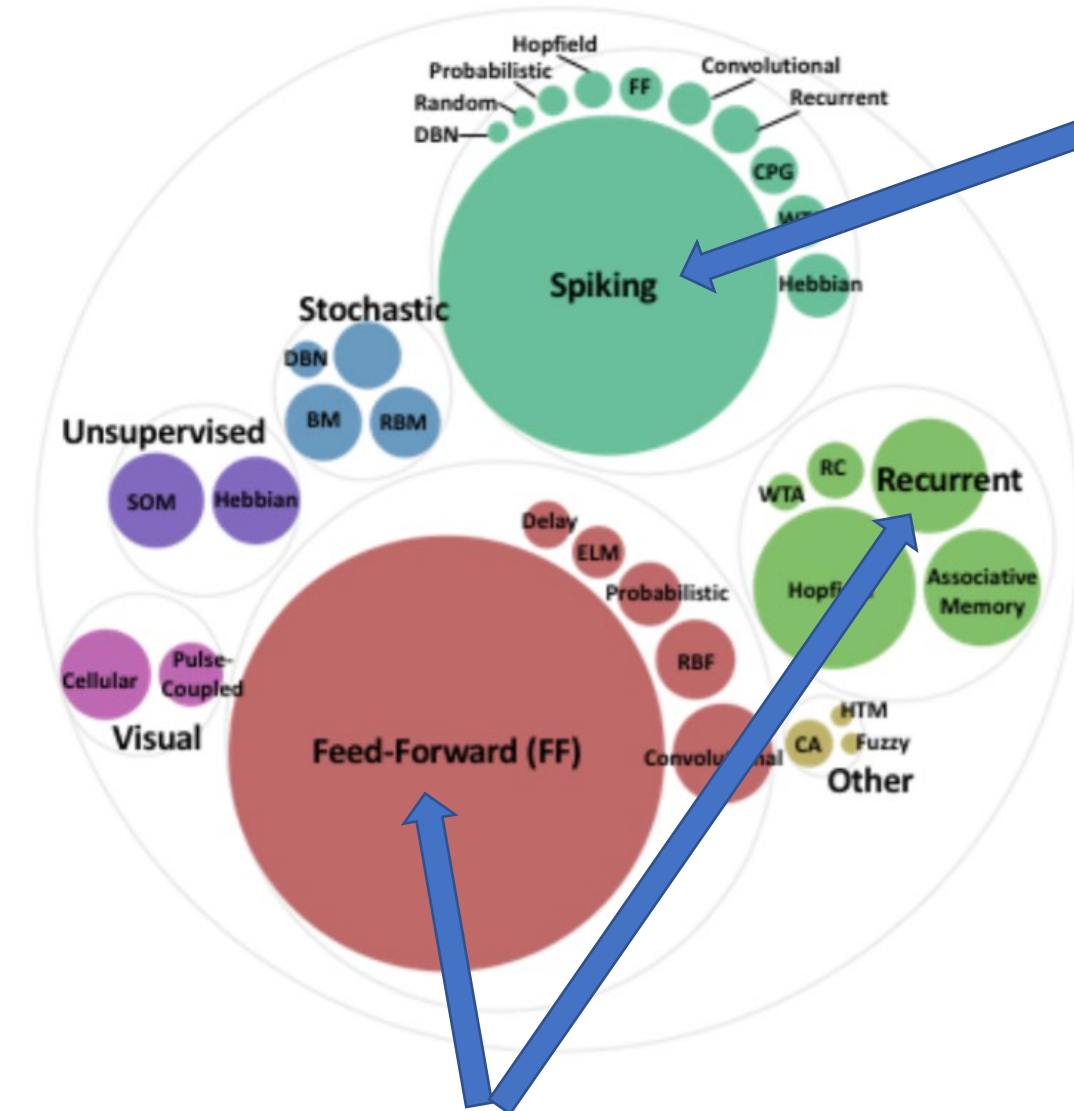 Hopfield
Probabilistic
Random
DBN
FF
Convolutional
Recurrent
CPG
Hebbian
Spiking
Stochastic
DBN
BM
RBM
Unsupervised
SOM
Hebbian
RC
WTA
Recurrent
Associative
Memory
Delay
ELM
Probabilistic
RBF
Cellular
Pulse-
Coupled
Visual
Feed-Forward (FF)
HTM
CA
Fuzzy
Other